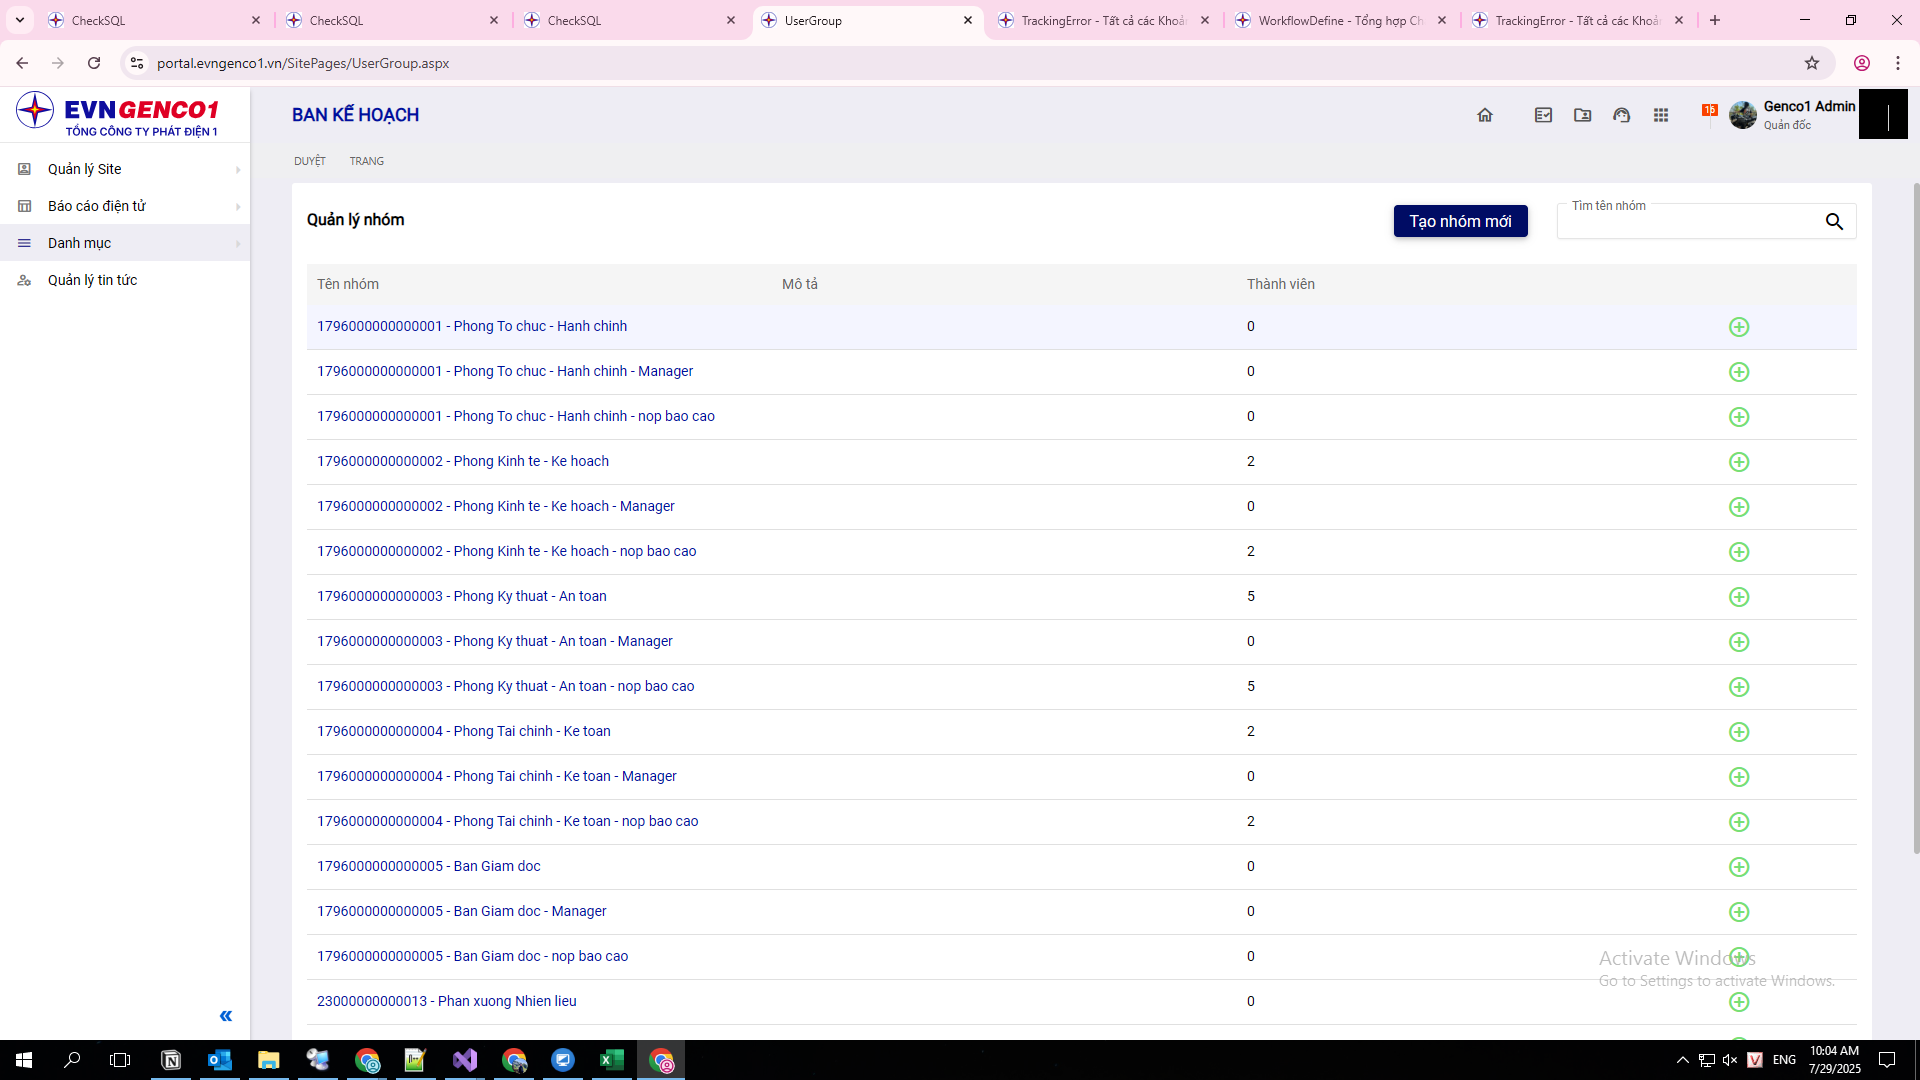 CheckSQL
CheckSQL
CheckSQL
UserGroup
TrackingError - Tất cả các Khoản
WorkflowDefine - Tổng hợp Ch
TrackingError - Tất cả các Khoản
portal.evngenco1.vn/SitePages/UserGroup.aspx
EVNGENCO1
TỔNG CÔNG TY PHÁT ĐIỆN 1
BAN KẾ HOẠCH
16
Genco1 Admin
Quản đốc
DUYỆT TRANG
Quản lý Site
Báo cáo điện tử
Danh mục
Quản lý tin tức
Quản lý nhóm
Tạo nhóm mới
Tìm tên nhóm
Tên nhóm Mô tả Thành viên
1796000000000001 - Phong To chuc - Hanh chinh 0
1796000000000001 - Phong To chuc - Hanh chinh - Manager 0
1796000000000001 - Phong To chuc - Hanh chinh - nop bao cao 0
1796000000000002 - Phong Kinh te - Ke hoach 2
1796000000000002 - Phong Kinh te - Ke hoach - Manager 0
1796000000000002 - Phong Kinh te - Ke hoach - nop bao cao 2
1796000000000003 - Phong Ky thuat - An toan 5
1796000000000003 - Phong Ky thuat - An toan - Manager 0
1796000000000003 - Phong Ky thuat - An toan - nop bao cao 5
1796000000000004 - Phong Tai chinh - Ke toan 2
1796000000000004 - Phong Tai chinh - Ke toan - Manager 0
1796000000000004 - Phong Tai chinh - Ke toan - nop bao cao 2
1796000000000005 - Ban Giam doc 0
1796000000000005 - Ban Giam doc - Manager 0
1796000000000005 - Ban Giam doc - nop bao cao 0
23000000000013 - Phan xuong Nhien lieu 0
Activate Windows
Go to Settings to activate Windows.
ENG
10:04 AM
7/29/2025